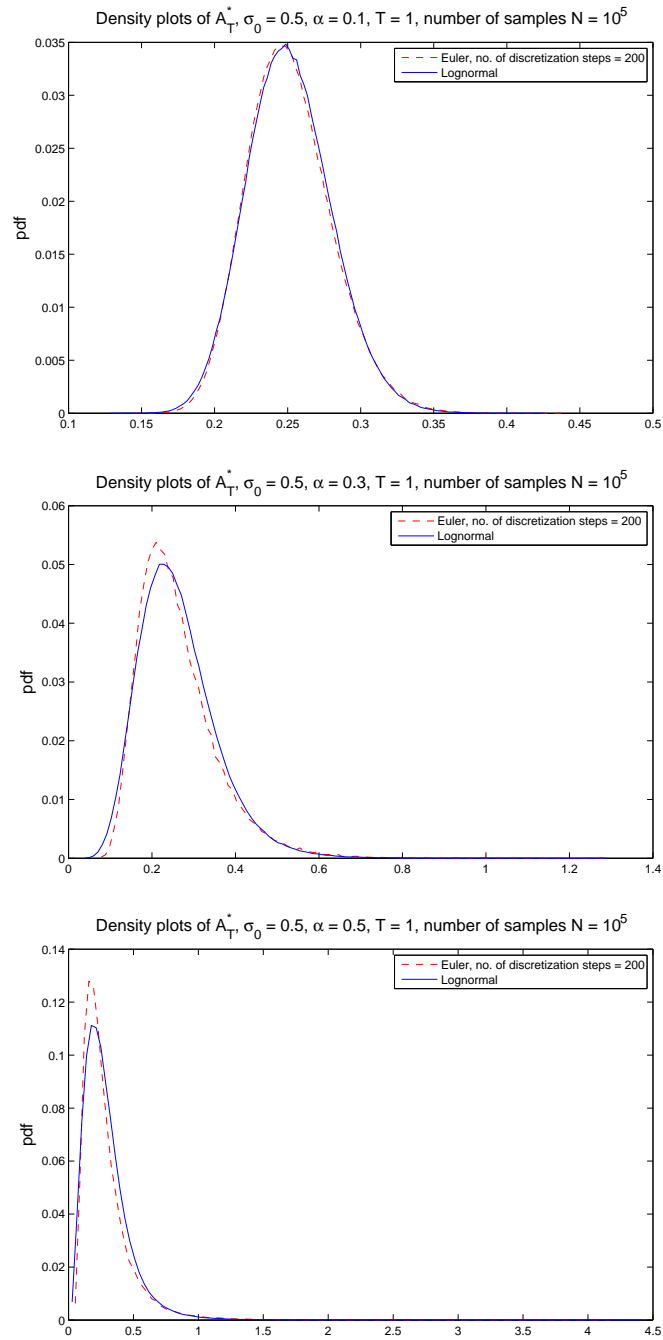 Density plots of A*_T, σ_0 = 0.5, α = 0.1, T = 1, number of samples N = 10^5
Euler, no. of discretization steps = 200
Lognormal
pdf
0.035
0.03
0.025
0.02
0.015
0.01
0.005
0
0.1 0.15 0.2 0.25 0.3 0.35 0.4 0.45 0.5
Density plots of A*_T, σ_0 = 0.5, α = 0.3, T = 1, number of samples N = 10^5
Euler, no. of discretization steps = 200
Lognormal
pdf
0.06
0.05
0.04
0.03
0.02
0.01
0
0 0.2 0.4 0.6 0.8 1 1.2 1.4
Density plots of A*_T, σ_0 = 0.5, α = 0.5, T = 1, number of samples N = 10^5
Euler, no. of discretization steps = 200
Lognormal
pdf
0.14
0.12
0.1
0.08
0.06
0.04
0.02
0
0 0.5 1 1.5 2 2.5 3 3.5 4 4.5